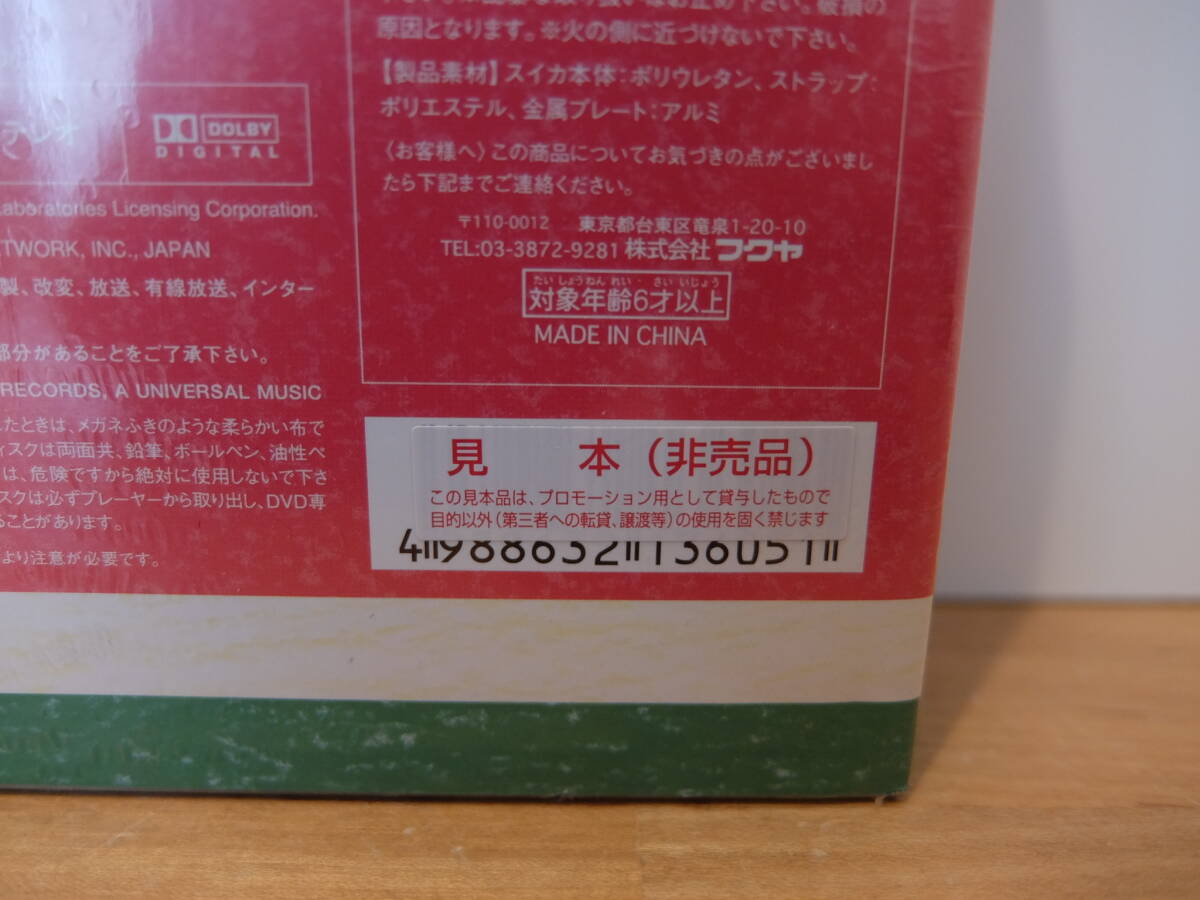 テレオ
DOLBY
DIGITAL
Laboratories Licensing Corporation.
ETWORK, INC., JAPAN
製、改変、放送、有線放送、インター
部分があることをご了承下さい。
RECORDS, A UNIVERSAL MUSIC
したときは、メガネふきのような柔らかい布で
ィスクは両面共、鉛筆、ボールペン、油性ペ
は、危険ですから絶対に使用しないで下さ
スクは必ずプレーヤーから取り出し、DVD専
ることがあります。
より注意が必要です。
下さい。破損の
原因となります。※火の側に近づけないで下さい。
【製品素材】スイカ本体:ポリウレタン、ストラップ:
ポリエステル、金属プレート:アルミ
〈お客様へ〉この商品についてお気づきの点がございまし
たら下記までご連絡ください。
〒110-0012 東京都台東区竜泉1-20-10
TEL:03-3872-9281 株式会社 フクヤ
たいしょうねんれい さいいじょう
対象年齢6才以上
MADE IN CHINA
見 本(非売品)
この見本品は、プロモーション用として貸与したもので
目的以外(第三者への転貸、譲渡等)の使用を固く禁じます
4 988632 136051